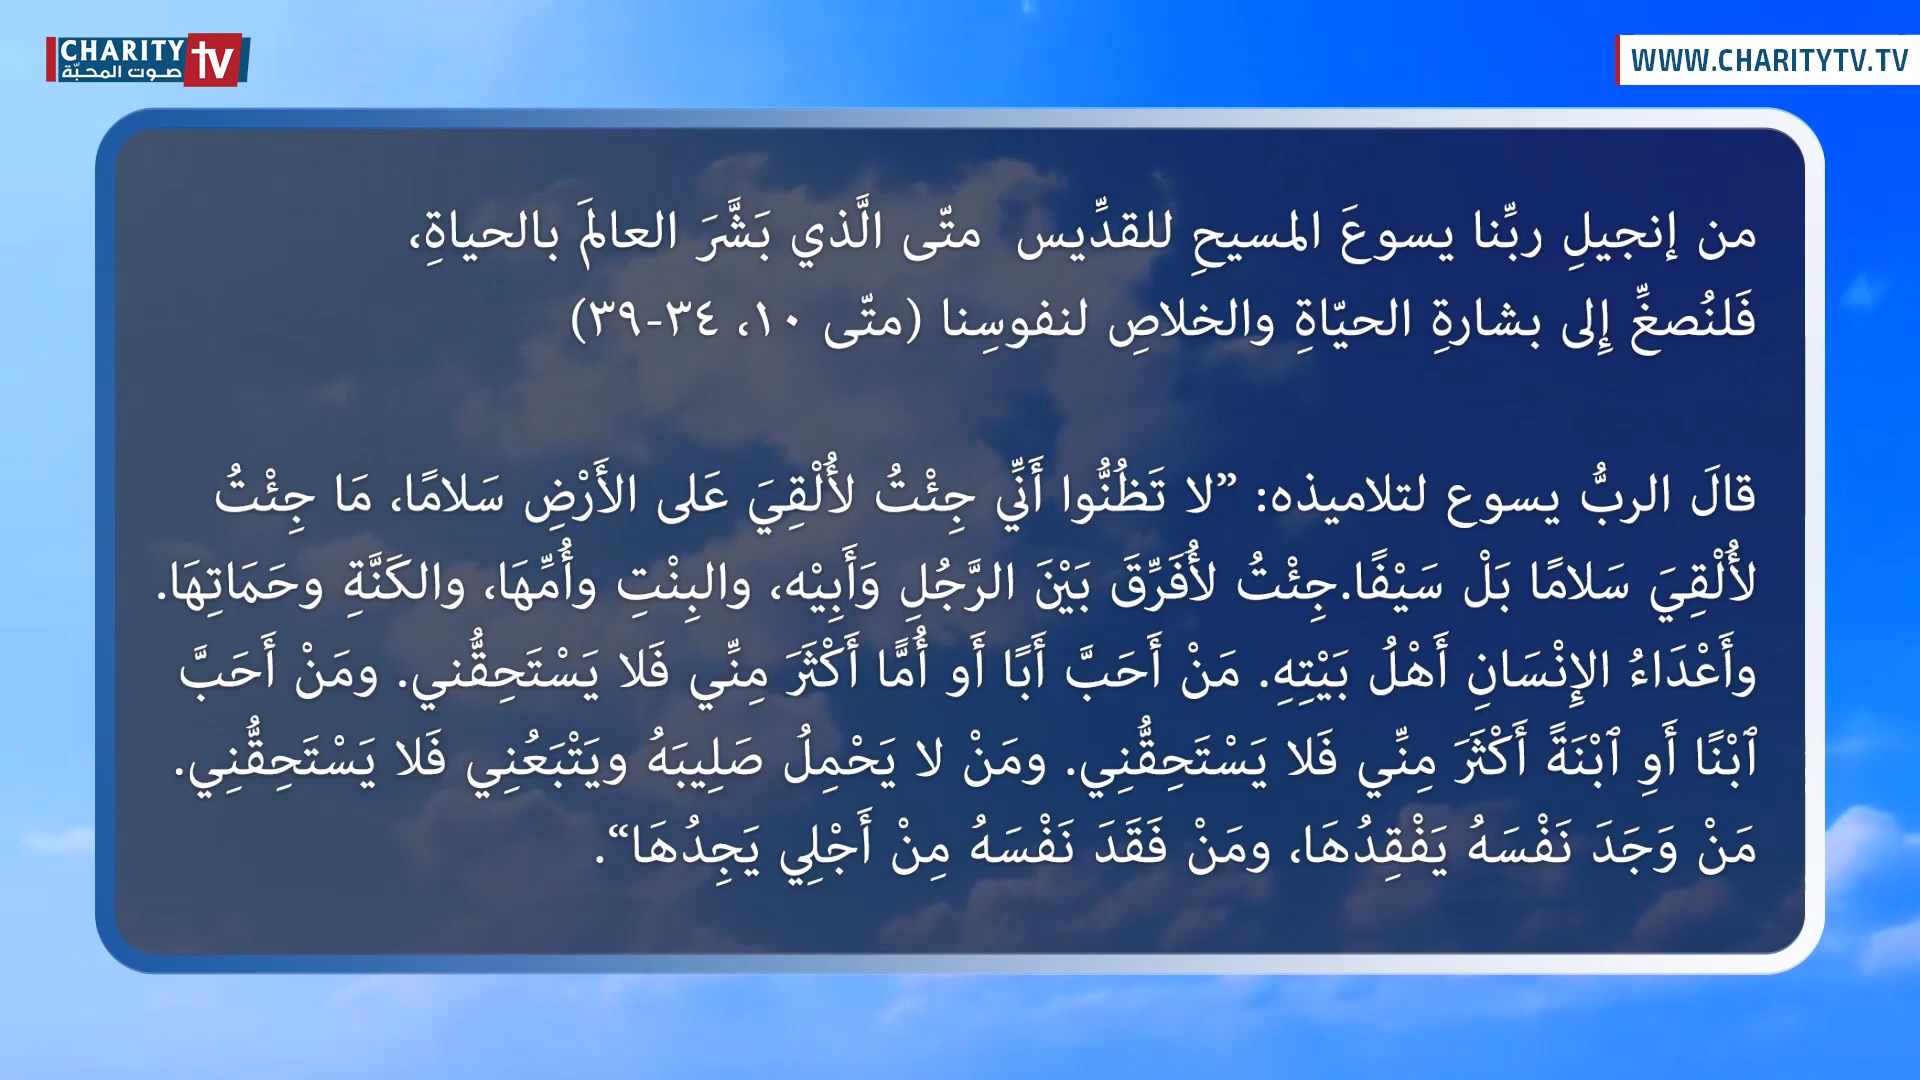 CHARITY tv
صوت المحبّة
WWW.CHARITYTV.TV
من إنجيلِ ربِّنا يسوعَ المسيحِ للقدِّيس متّى الَّذي بَشَّرَ العالمَ بالحياةِ،
فَلنُصغِّ إِلى بشارةِ الحيّاةِ والخلاصِ لنفوسِنا (متّى ١٠، ٣٤-٣٩)
قالَ الربُّ يسوع لتلاميذه: ”لا تَظُنُّوا أَنِّي جِئْتُ لأُلْقِيَ عَلى الأَرْضِ سَلامًا، مَا جِئْتُ
لأُلْقِيَ سَلامًا بَلْ سَيْفًا.جِئْتُ لأُفَرِّقَ بَيْنَ الرَّجُلِ وَأَبِيْه، والبِنْتِ وأُمِّهَا، والكَنَّةِ وحَمَاتِهَا.
وأَعْدَاءُ الإِنْسَانِ أَهْلُ بَيْتِهِ. مَنْ أَحَبَّ أَبًا أَو أُمًّا أَكْثَرَ مِنِّي فَلا يَسْتَحِقُّني. ومَنْ أَحَبَّ
ٱبْنًا أَوِ ٱبْنَةً أَكْثَرَ مِنِّي فَلا يَسْتَحِقُّنِي. ومَنْ لا يَحْمِلُ صَلِيبَهُ ويَتْبَعُنِي فَلا يَسْتَحِقُّنِي.
مَنْ وَجَدَ نَفْسَهُ يَفْقِدُهَا، ومَنْ فَقَدَ نَفْسَهُ مِنْ أَجْلِي يَجِدُهَا“.